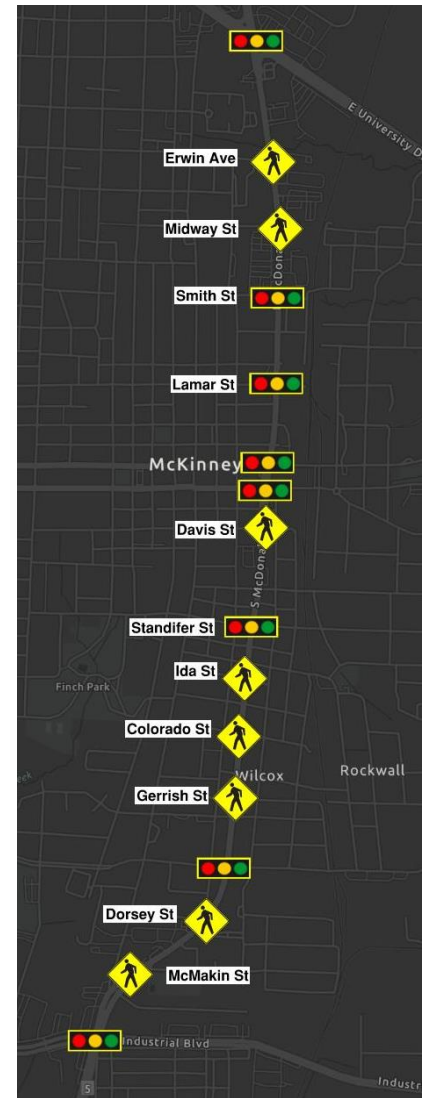 E University D
Erwin Ave
Midway St
McDona
Smith St
Lamar St
McKinney
Davis St
S McDonal
Standifer St
Ida St
Finch Park
Colorado St
Wilcox
Rockwall
Gerrish St
Dorsey St
McMakin St
Industrial Blvd
Industr
5